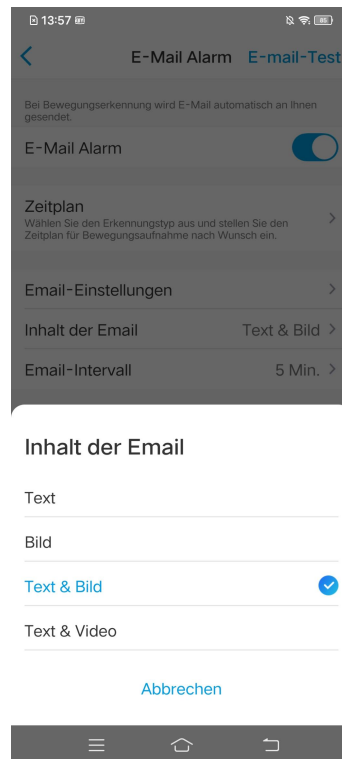 13:57
85
E-Mail Alarm E-mail-Test
Bei Bewegungserkennung wird E-Mail automatisch an Ihnen
gesendet.
E-Mail Alarm
Zeitplan
Wählen Sie den Erkennungstyp aus und stellen Sie den
Zeitplan für Bewegungsaufnahme nach Wunsch ein.
Email-Einstellungen
Inhalt der Email Text & Bild
Email-Intervall 5 Min.
Inhalt der Email
Text
Bild
Text & Bild
Text & Video
Abbrechen